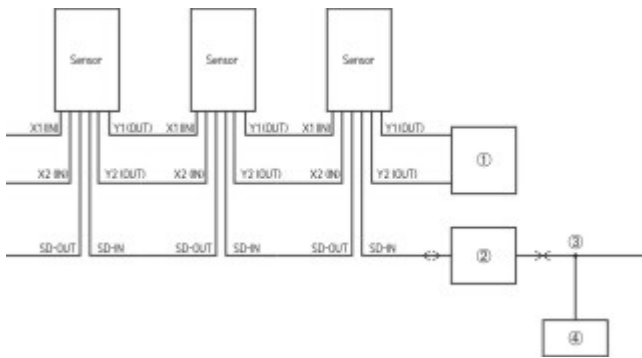 Sensor Sensor Sensor
X1(IN) Y1(OUT) X1(IN) Y1(OUT) X1(IN) Y1(OUT)
①
X2 (IN) Y2 (OUT) X2 (IN) Y2 (OUT) X2 (IN) Y2 (OUT)
③
SD-OUT SD-IN SD-OUT SD-IN SD-OUT SD-IN
②
④